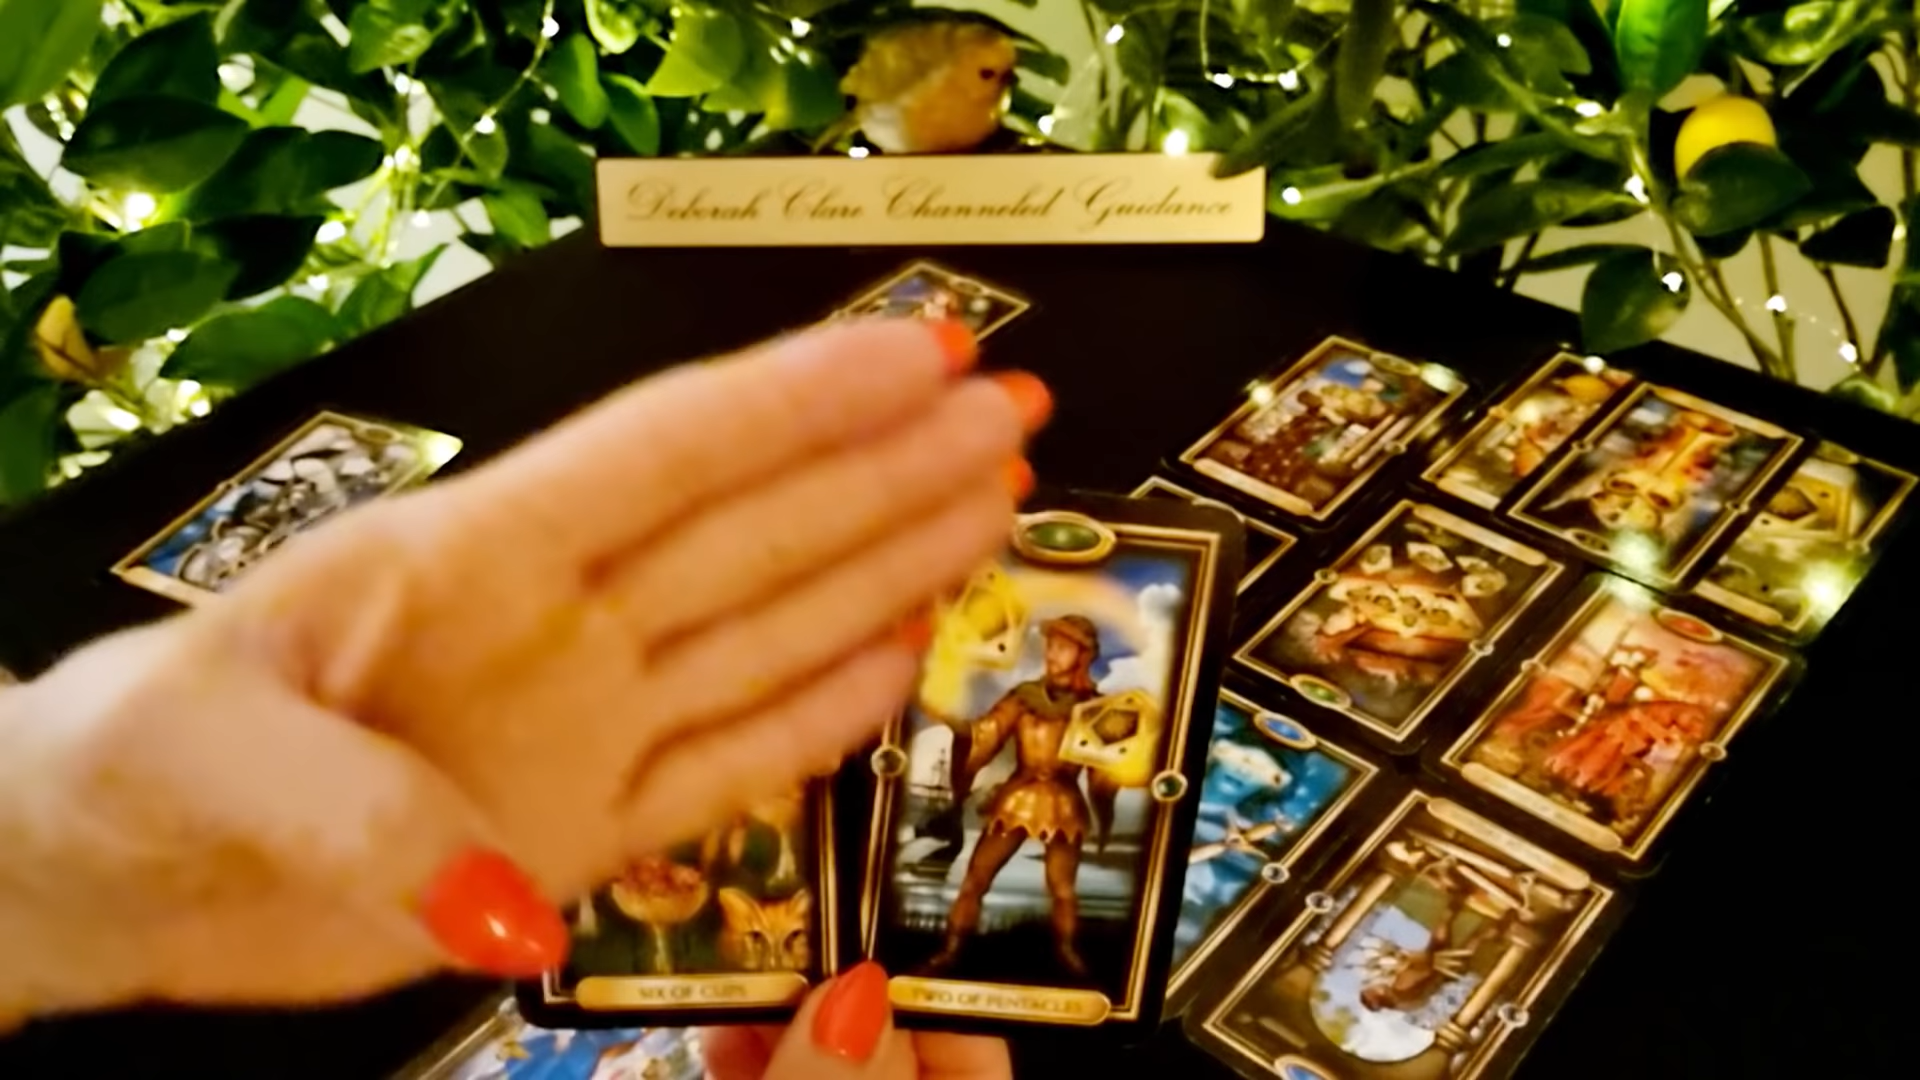 Deborah Clare Channeled Guidance
SIX OF CUPS
TWO OF PENTACLES